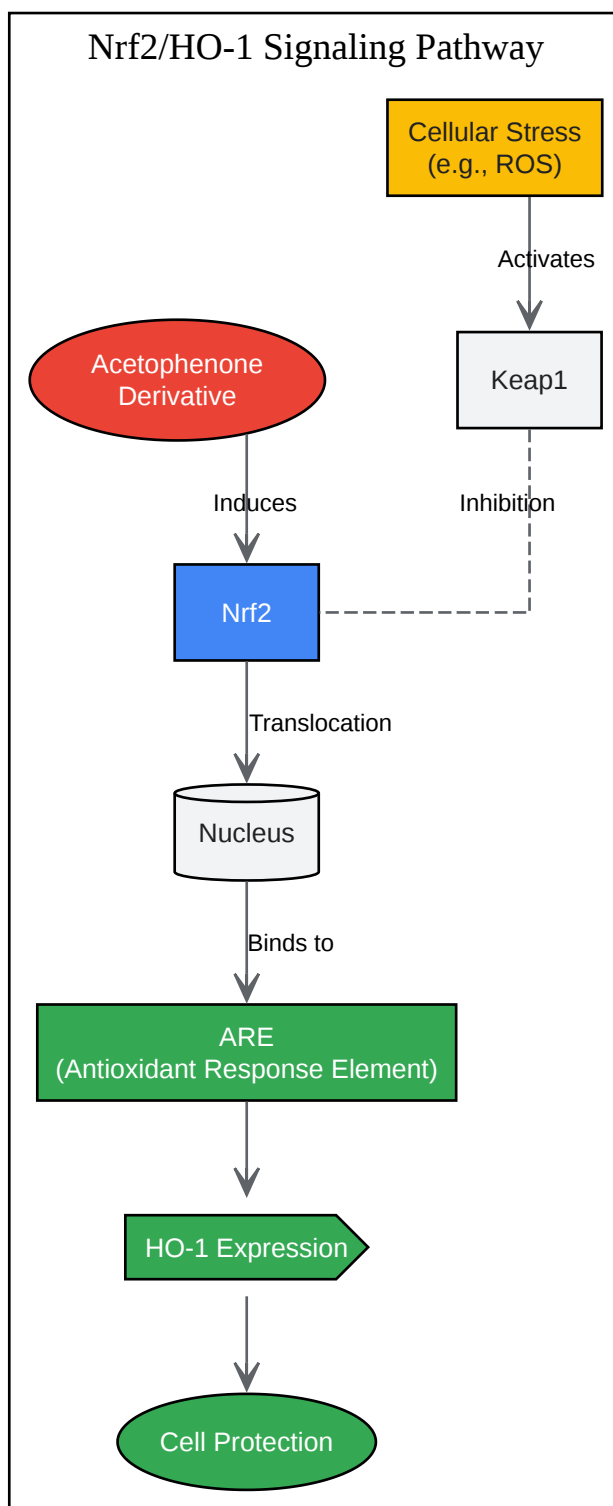 Nrf2/HO-1 Signaling Pathway
Cellular Stress
(e.g., ROS)
Activates
Acetophenone
Derivative
Keap1
Induces
Inhibition
Nrf2
Translocation
Nucleus
Binds to
ARE
(Antioxidant Response Element)
HO-1 Expression
Cell Protection